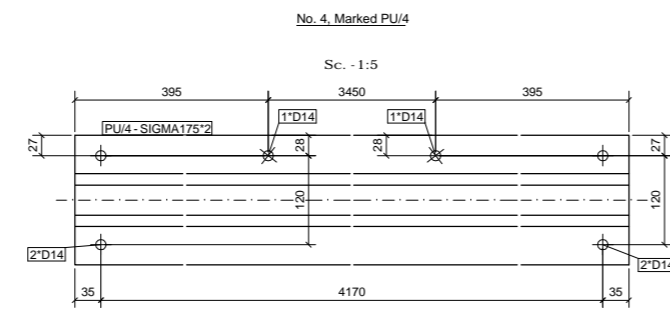 No. 4, Marked PU/4
Sc. -1:5
395 3450 395
1*D14 1*D14
PU/4 - SIGMA175*2
27 28 28 27
120 120
2*D14 2*D14
35 4170 35